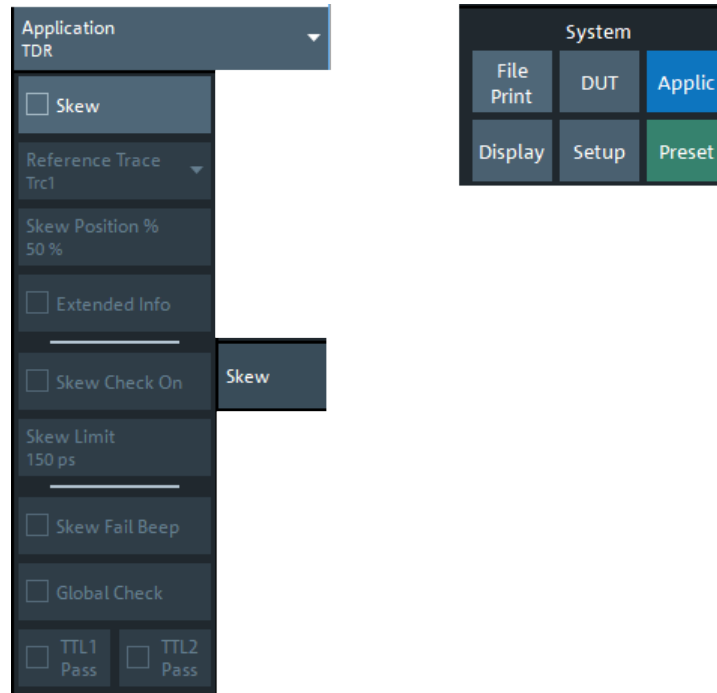 Application
TDR
Skew
Reference Trace
Trc1
Skew Position %
50 %
Extended Info
Skew Check On
Skew
Skew Limit
150 ps
Skew Fail Beep
Global Check
TTL1
Pass
TTL2
Pass
System
File
Print
DUT
Applic
Display
Setup
Preset